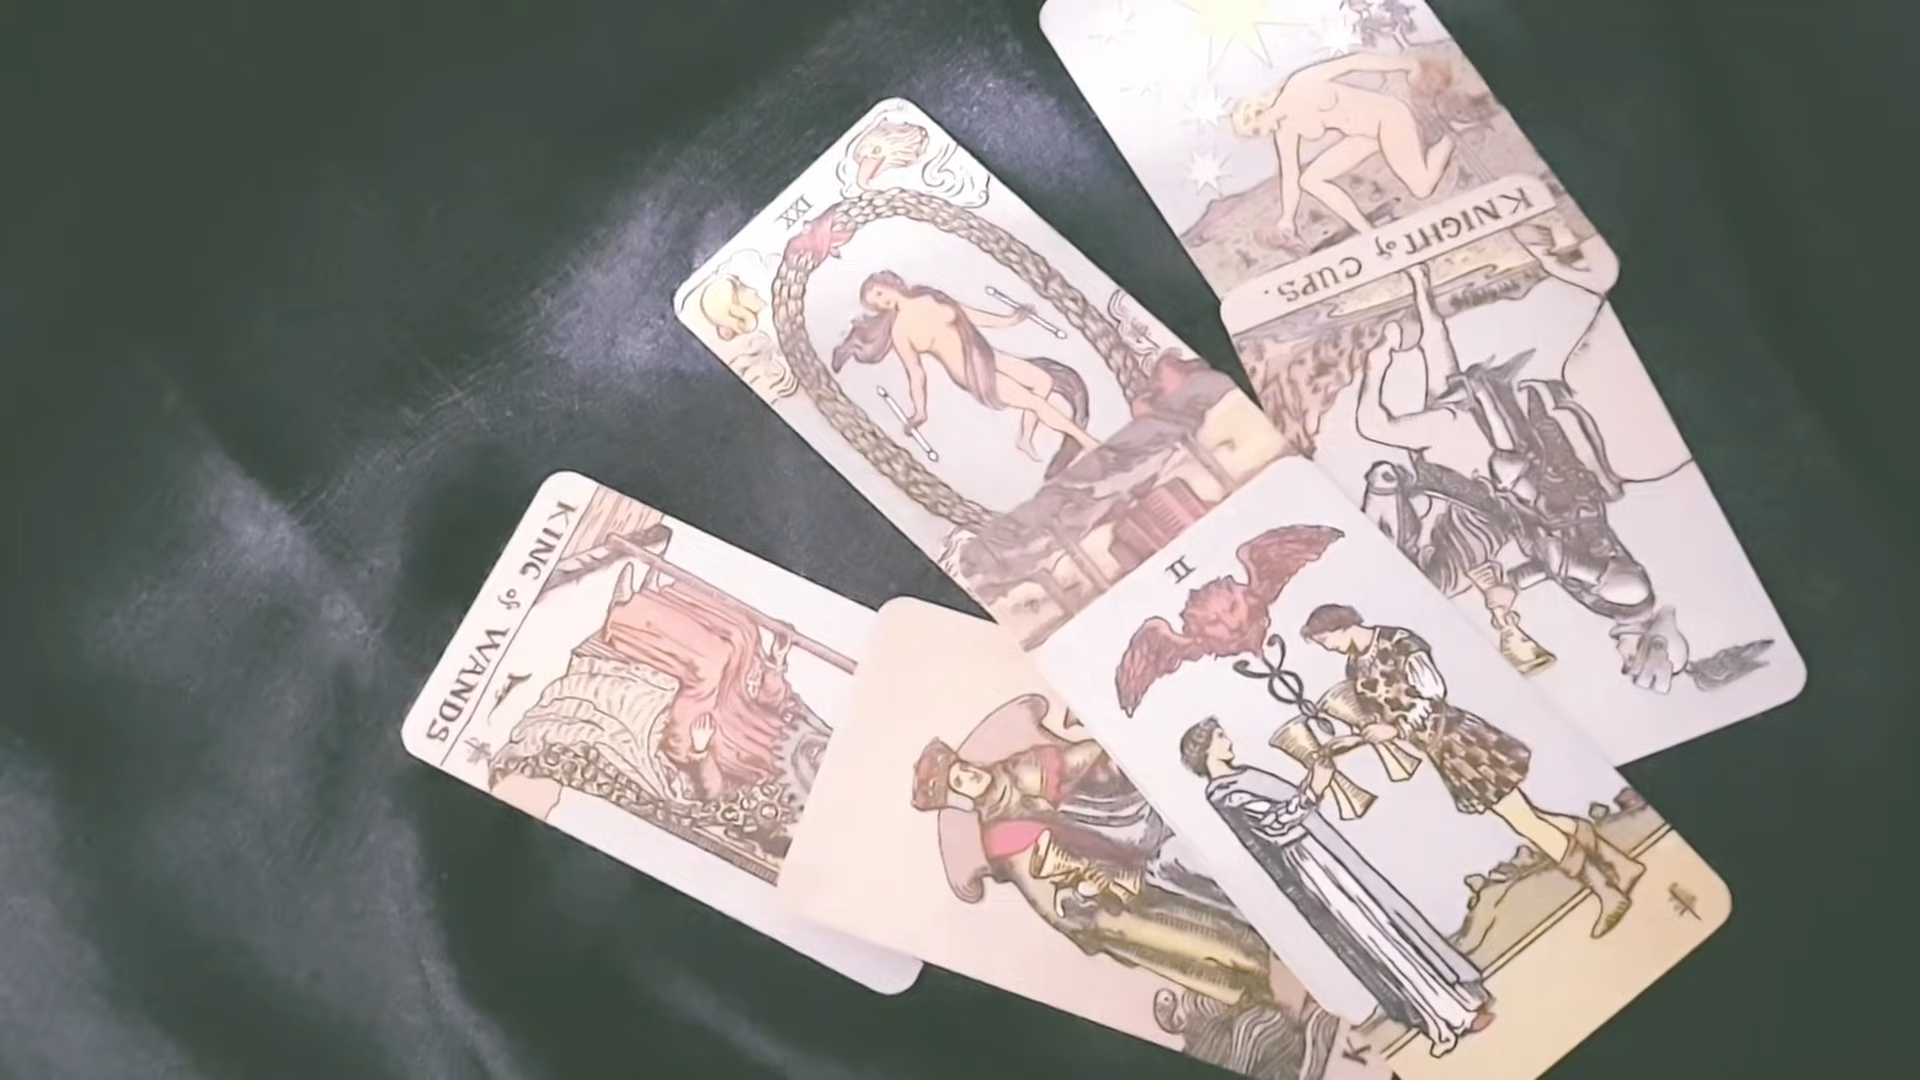 KNIGHT of CUPS.
XXI
KING of WANDS
II
K